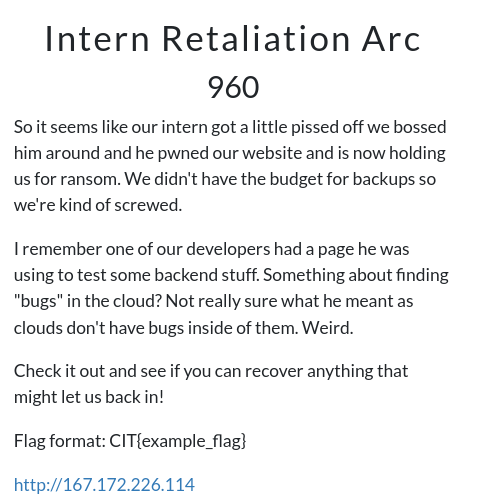 Intern Retaliation Arc
960
So it seems like our intern got a little pissed off we bossed
him around and he pwned our website and is now holding
us for ransom. We didn't have the budget for backups so
we're kind of screwed.
I remember one of our developers had a page he was
using to test some backend stuff. Something about finding
"bugs" in the cloud? Not really sure what he meant as
clouds don't have bugs inside of them. Weird.
Check it out and see if you can recover anything that
might let us back in!
Flag format: CIT{example_flag}
http://167.172.226.114